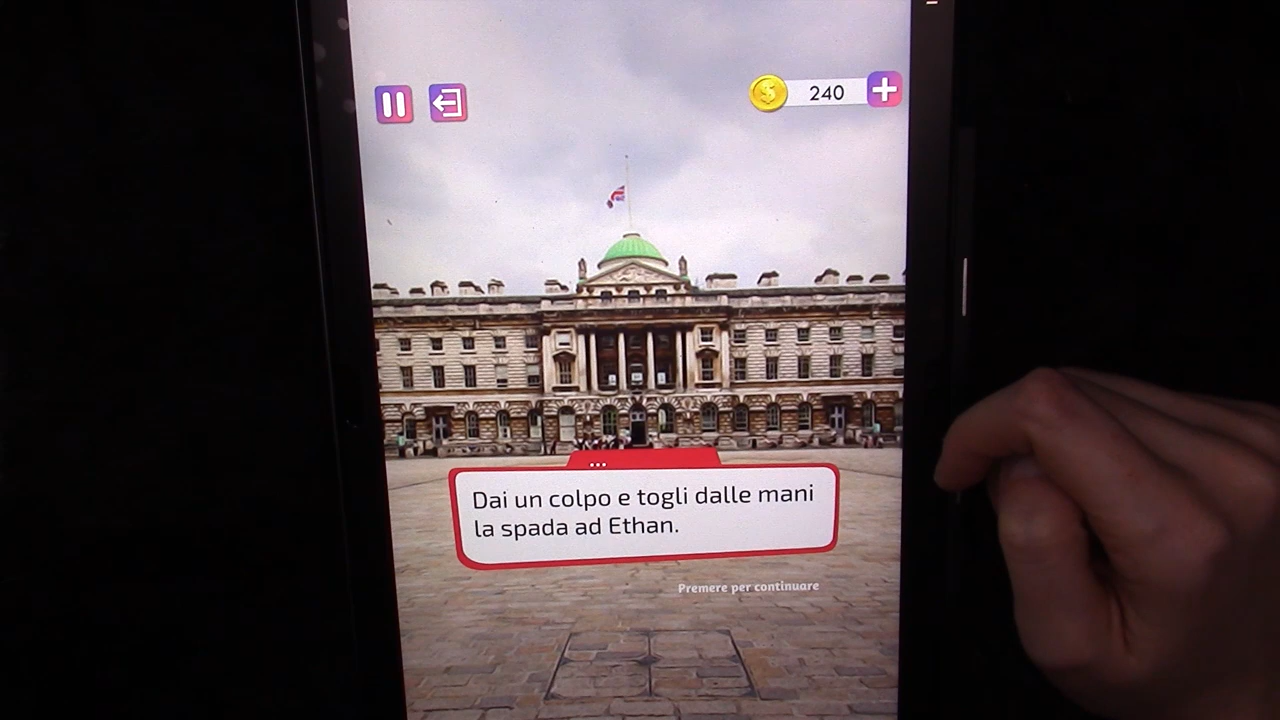 240
...
Dai un colpo e togli dalle mani
la spada ad Ethan.
Premere per continuare